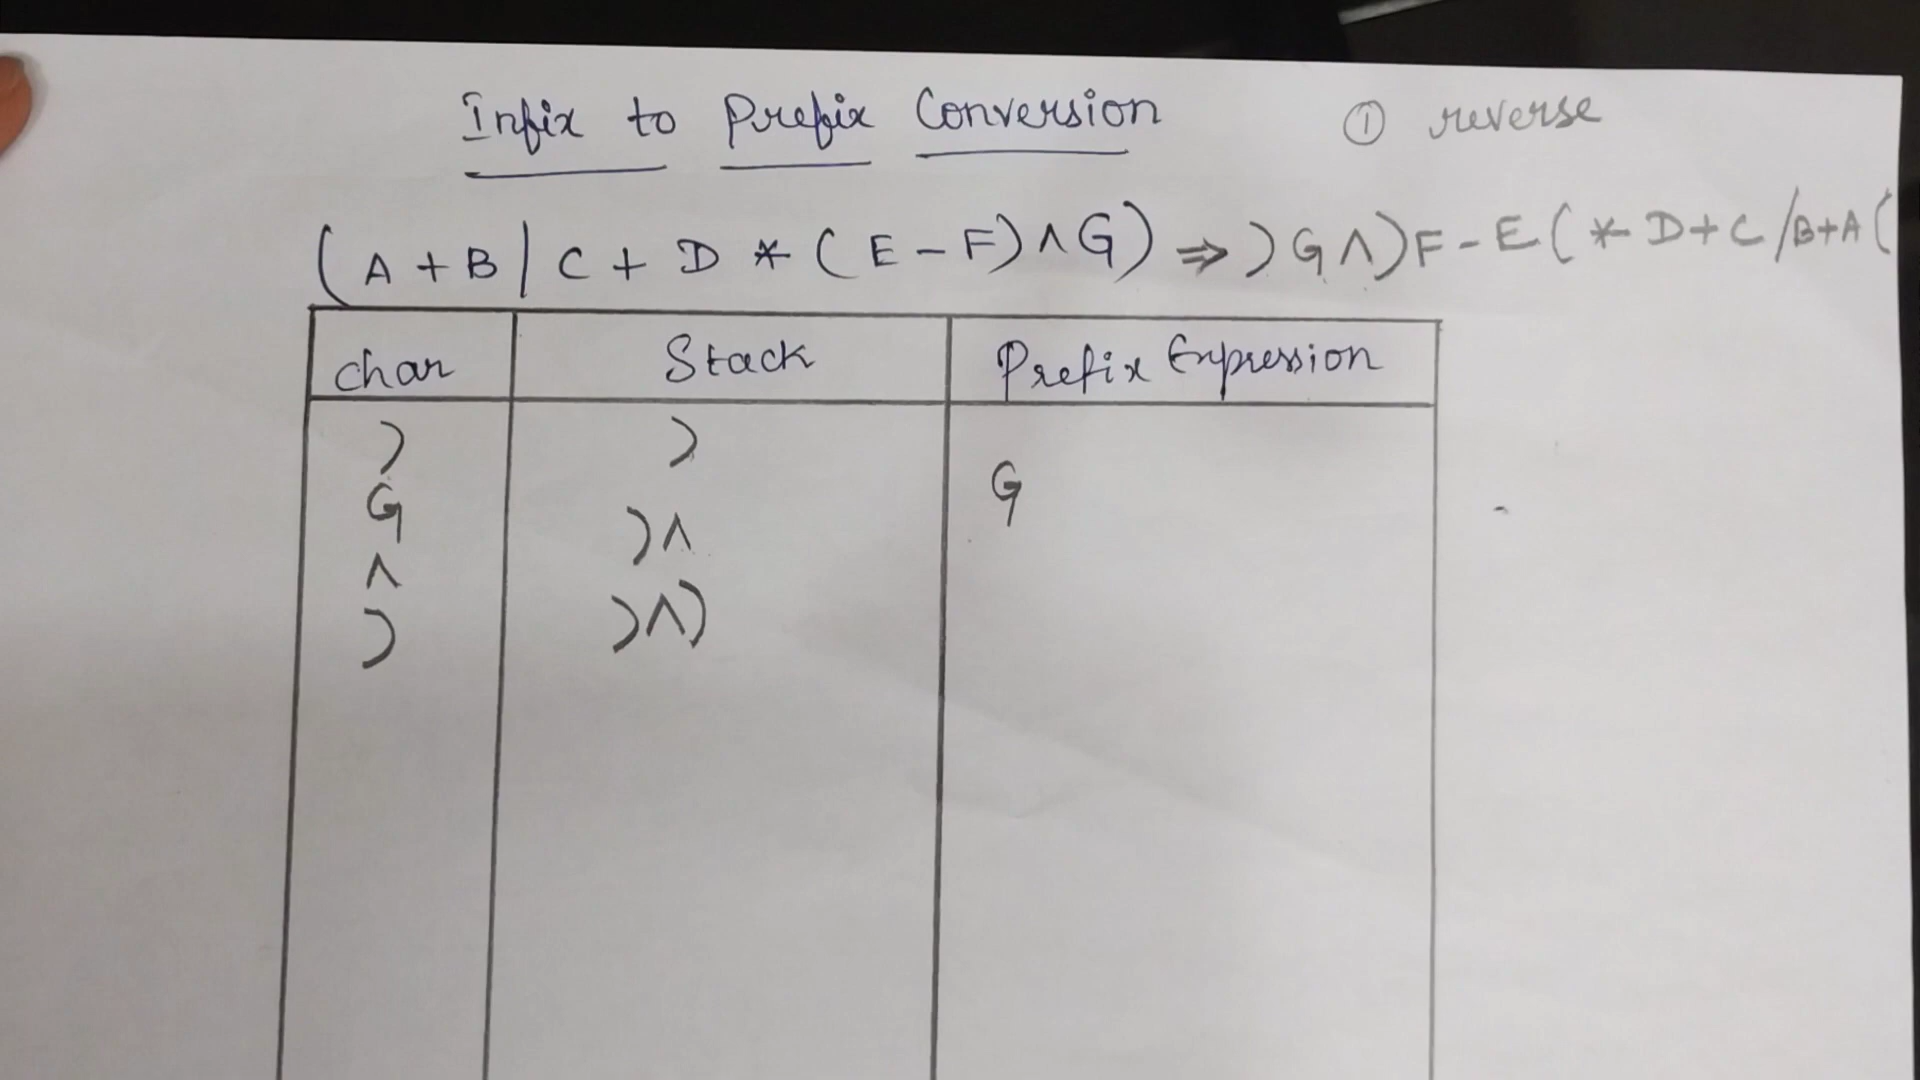 Infix to Prefix Conversion ① reverse
(A+B/C+D*(E-F)^G) ⇒ )G^)F-E(*D+C/B+A(
char Stack Prefix Expression
) )
G G
^ )^
) )^)